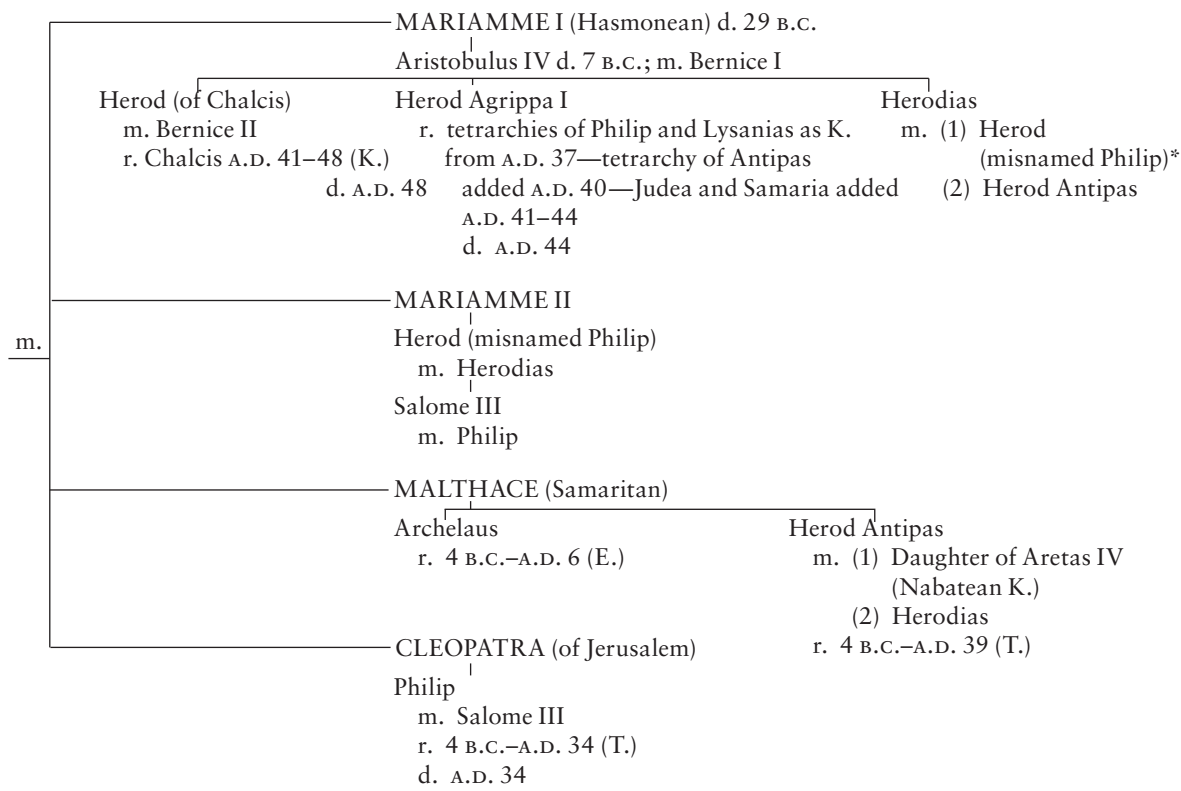 MARIAMME I (Hasmonean) d. 29 B.C.
Aristobulus IV d. 7 B.C.; m. Bernice I
Herod (of Chalcis)
m. Bernice II
r. Chalcis A.D. 41–48 (K.)
d. A.D. 48
Herod Agrippa I
r. tetrarchies of Philip and Lysanias as K.
from A.D. 37—tetrarchy of Antipas
added A.D. 40—Judea and Samaria added
A.D. 41–44
d. A.D. 44
Herodias
m. (1) Herod
(misnamed Philip)*
(2) Herod Antipas
m.
MARIAMME II
Herod (misnamed Philip)
m. Herodias
Salome III
m. Philip
MALTHACE (Samaritan)
Archelaus
r. 4 B.C.–A.D. 6 (E.)
Herod Antipas
m. (1) Daughter of Aretas IV
(Nabatean K.)
(2) Herodias
r. 4 B.C.–A.D. 39 (T.)
CLEOPATRA (of Jerusalem)
Philip
m. Salome III
r. 4 B.C.–A.D. 34 (T.)
d. A.D. 34